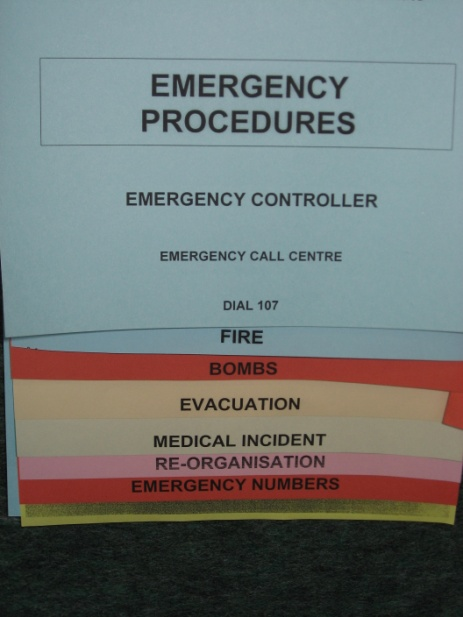 EMERGENCY
PROCEDURES
EMERGENCY CONTROLLER
EMERGENCY CALL CENTRE
DIAL 107
FIRE
BOMBS
EVACUATION
MEDICAL INCIDENT
RE-ORGANISATION
EMERGENCY NUMBERS